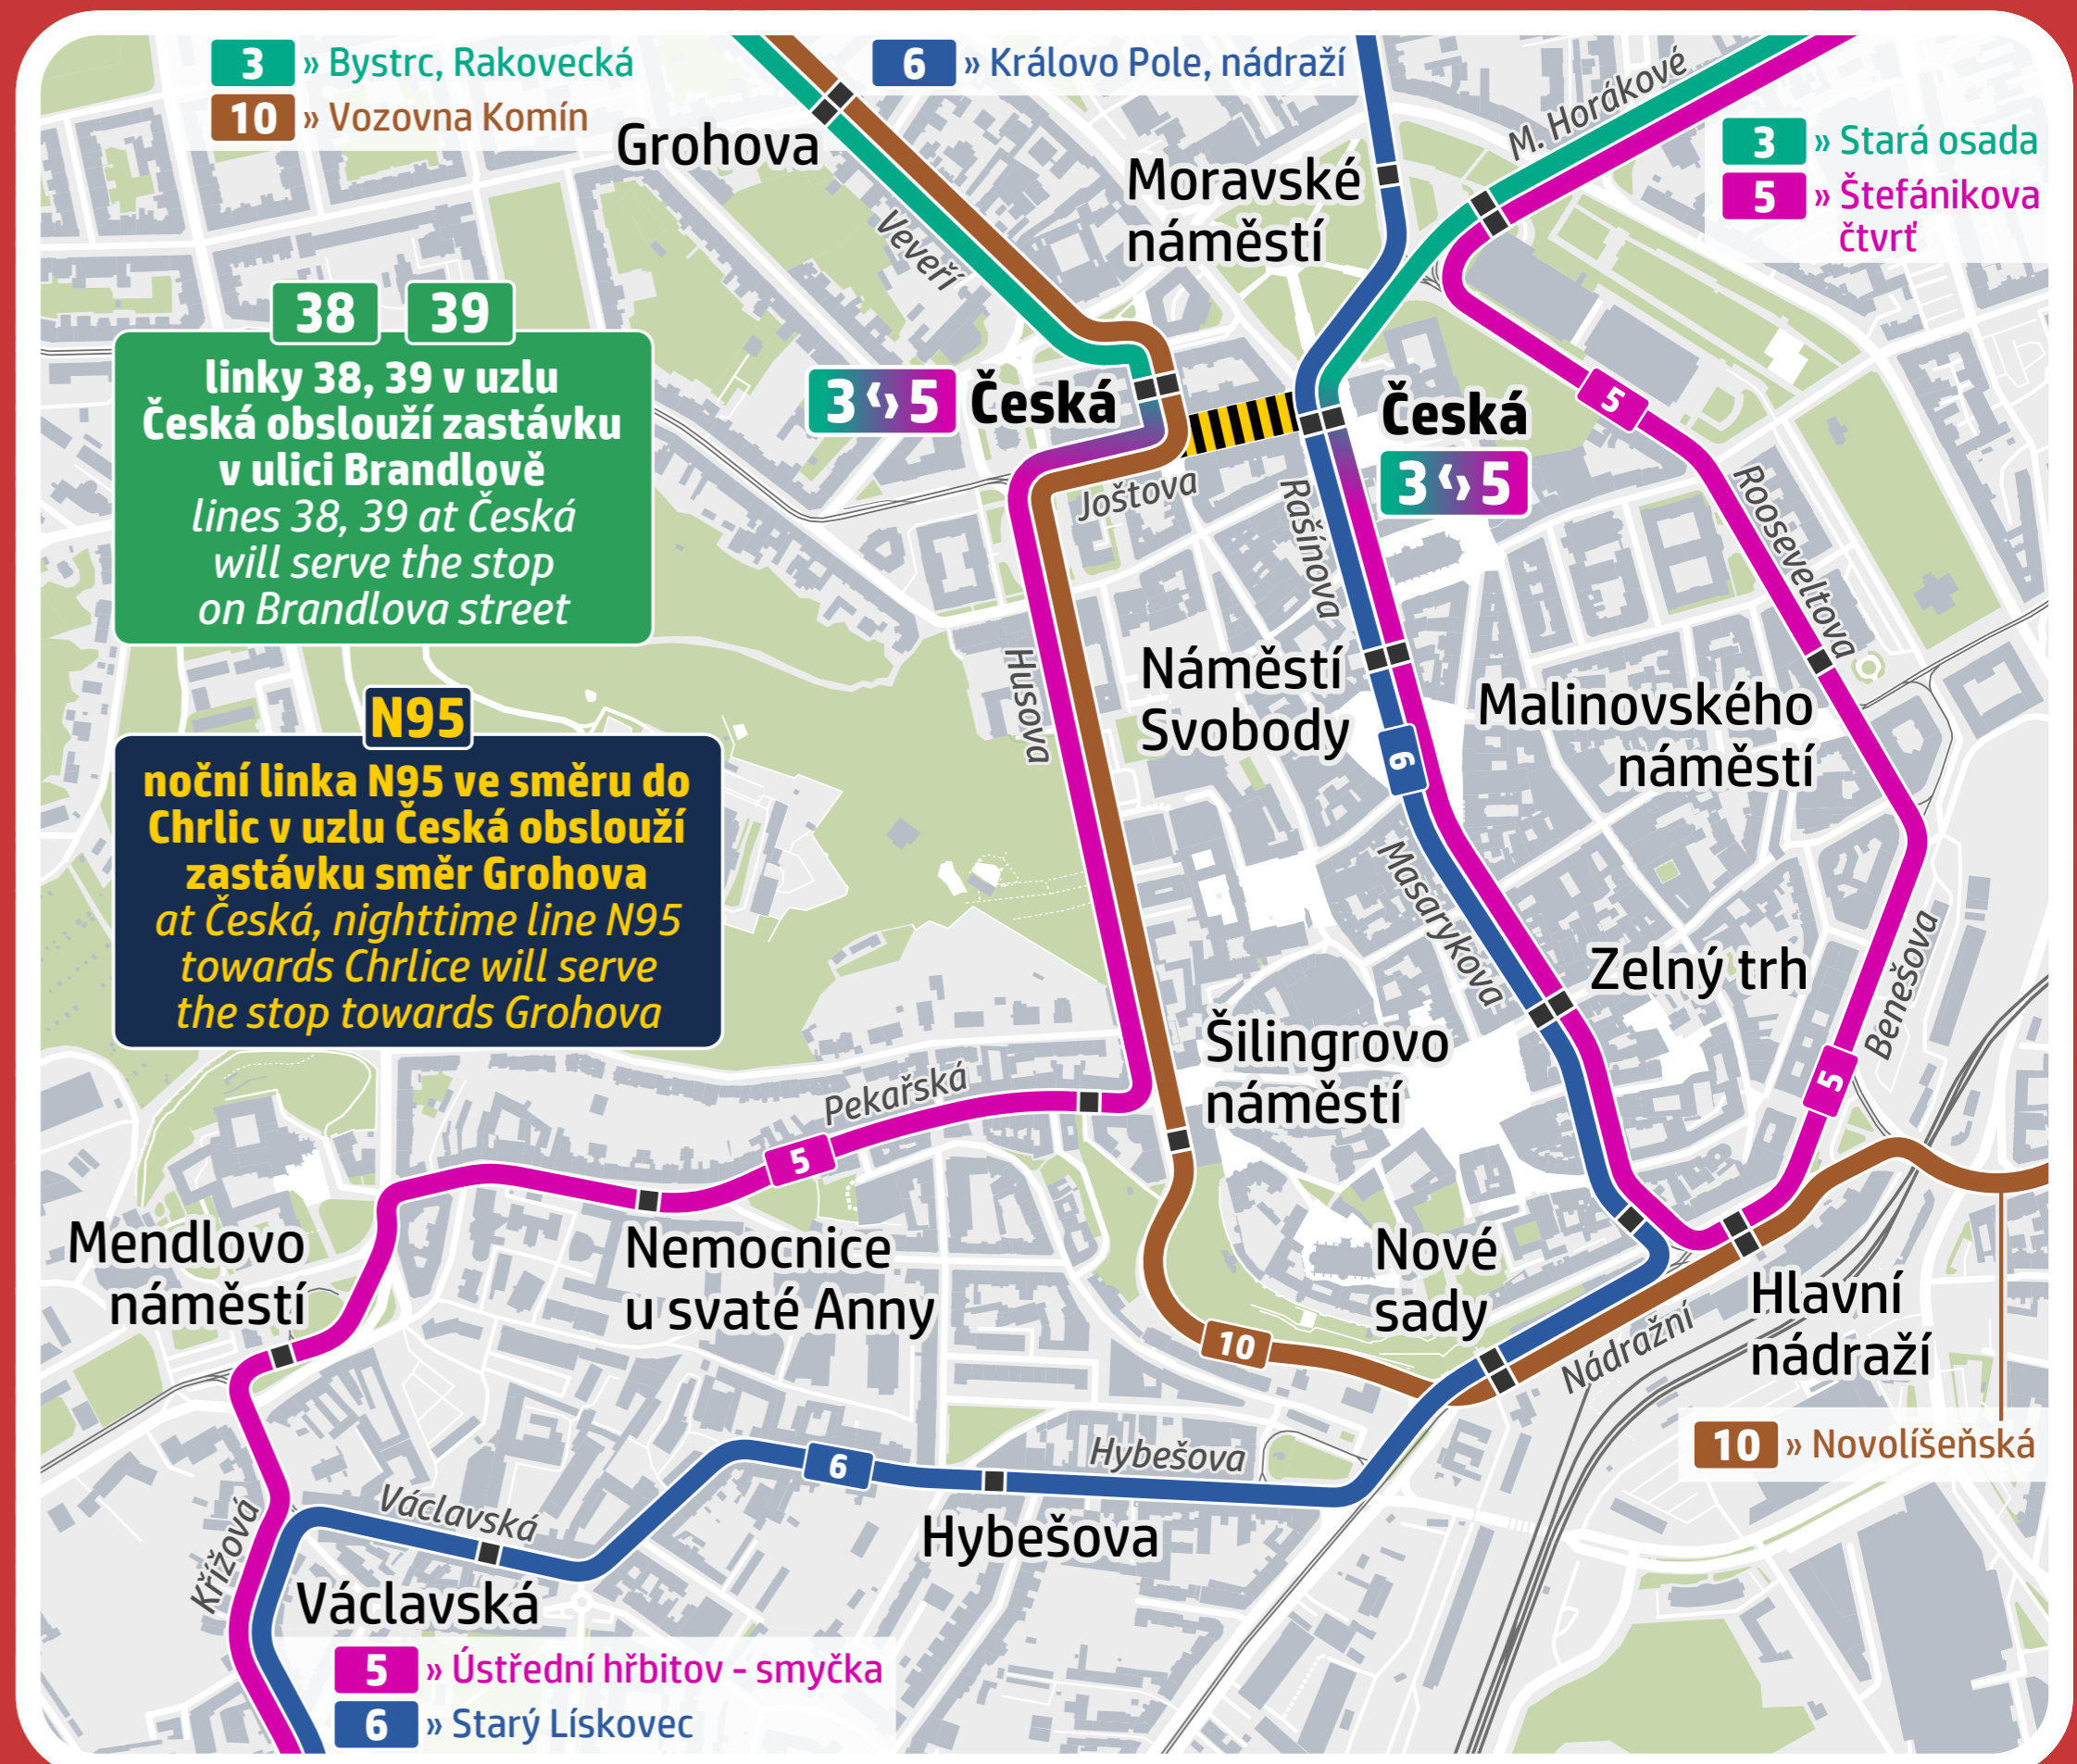 3 » Bystrc, Rakovecká
10 » Vozovna Komín
6 » Královo Pole, nádraží
M. Horákové
3 » Stará osada
5 » Štefánikova
čtvrť
Grohova
Moravské
náměstí
Veveří
38 39
linky 38, 39 v uzlu
Česká obslouží zastávku
v ulici Brandlově
lines 38, 39 at Česká
will serve the stop
on Brandlova street
3 5 Česká
Česká
3 5
5
Joštova
Rašínova
Rooseveltova
Husova
Náměstí
Svobody
6
Malinovského
náměstí
N95
noční linka N95 ve směru do
Chrlic v uzlu Česká obslouží
zastávku směr Grohova
at Česká, nighttime line N95
towards Chrlice will serve
the stop towards Grohova
Masarykova
Zelný trh
Benešova
5
Šilingrovo
náměstí
Pekařská
5
Mendlovo
náměstí
Nemocnice
u svaté Anny
Nové
sady
10
Nádražní
Hlavní
nádraží
10 » Novolíšeňská
Hybešova
6
Hybešova
Václavská
Křížová
Václavská
5 » Ústřední hřbitov - smyčka
6 » Starý Lískovec